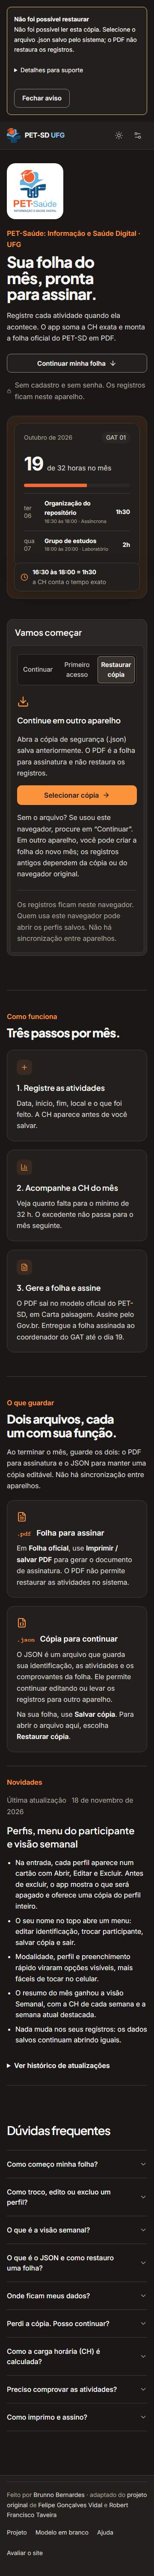 Não foi possível restaurar
Não foi possível ler esta cópia. Selecione o
arquivo .json salvo pelo sistema; o PDF não
restaura os registros.
Detalhes para suporte
Fechar aviso
PET-SD UFG
PET-Saúde
INFORMAÇÃO E SAÚDE DIGITAL
PET-Saúde: Informação e Saúde Digital ·
UFG
Sua folha do
mês, pronta
para assinar.
Registre cada atividade quando ela
acontece. O app soma a CH exata e monta
a folha oficial do PET-SD em PDF.
Continuar minha folha
Sem cadastro e sem senha. Os registros
ficam neste aparelho.
Outubro de 2026
GAT 01
19 de 32 horas no mês
ter
06
Organização do
repositório
16:30 às 18:00 · Assíncrona
1h30
qua
07
Grupo de estudos
18:00 às 20:00 · Laboratório
2h
16:30 às 18:00 = 1h30
a CH conta o tempo exato
Vamos começar
Continuar
Primeiro
acesso
Restaurar
cópia
Continue em outro aparelho
Abra a cópia de segurança (.json)
salva anteriormente. O PDF é a folha
para assinatura e não restaura os
registros.
Selecionar cópia
Sem o arquivo? Se usou este
navegador, procure em "Continuar".
Em outro aparelho, você pode criar a
folha do novo mês; os registros
antigos dependem da cópia ou do
navegador original.
Os registros ficam neste navegador.
Quem usa este navegador pode
abrir os perfis salvos. Não há
sincronização entre aparelhos.
Como funciona
Três passos por mês.
1. Registre as atividades
Data, início, fim, local e o que foi
feito. A CH aparece antes de você
salvar.
2. Acompanhe a CH do mês
Veja quanto falta para o mínimo de
32 h. O excedente não passa para o
mês seguinte.
3. Gere a folha e assine
O PDF sai no modelo oficial do PET-
SD, em Carta paisagem. Assine pelo
Gov.br. Entregue a folha assinada ao
coordenador do GAT até o dia 19.
O que guardar
Dois arquivos, cada
um com sua função.
Ao terminar o mês, guarde os dois: o PDF
para assinatura e o JSON para manter uma
cópia editável. Não há sincronização entre
aparelhos.
.pdf Folha para assinar
Em Folha oficial, use Imprimir /
salvar PDF para gerar o documento
de assinatura. O PDF não permite
restaurar as atividades no sistema.
.json Cópia para continuar
O JSON é um arquivo que guarda
sua identificação, as atividades e os
comprovantes da folha. Ele permite
continuar editando ou levar os
registros para outro aparelho.
Na sua folha, use Salvar cópia. Para
abrir o arquivo aqui, escolha
Restaurar cópia.
Novidades
Última atualização 18 de novembro de
2026
Perfis, menu do participante
e visão semanal
Na entrada, cada perfil aparece num
cartão com Abrir, Editar e Excluir. Antes
de excluir, o app mostra o que será
apagado e oferece uma cópia do perfil
inteiro.
O seu nome no topo abre um menu:
editar identificação, trocar participante,
salvar cópia e sair.
Modalidade, perfil e preenchimento
rápido viraram opções visíveis, mais
fáceis de tocar no celular.
O resumo do mês ganhou a visão
Semanal, com a CH de cada semana e a
semana atual destacada.
Nada muda nos seus registros: os dados
salvos continuam abrindo iguais.
Ver histórico de atualizações
Dúvidas frequentes
Como começo minha folha?
Como troco, edito ou excluo um
perfil?
O que é a visão semanal?
O que é o JSON e como restauro
uma folha?
Onde ficam meus dados?
Perdi a cópia. Posso continuar?
Como a carga horária (CH) é
calculada?
Preciso comprovar as atividades?
Como imprimo e assino?
Feito por Brunno Bernardes · adaptado do projeto
original de Felipe Gonçalves Vidal e Robert
Francisco Taveira
Projeto Modelo em branco Ajuda
Avaliar o site